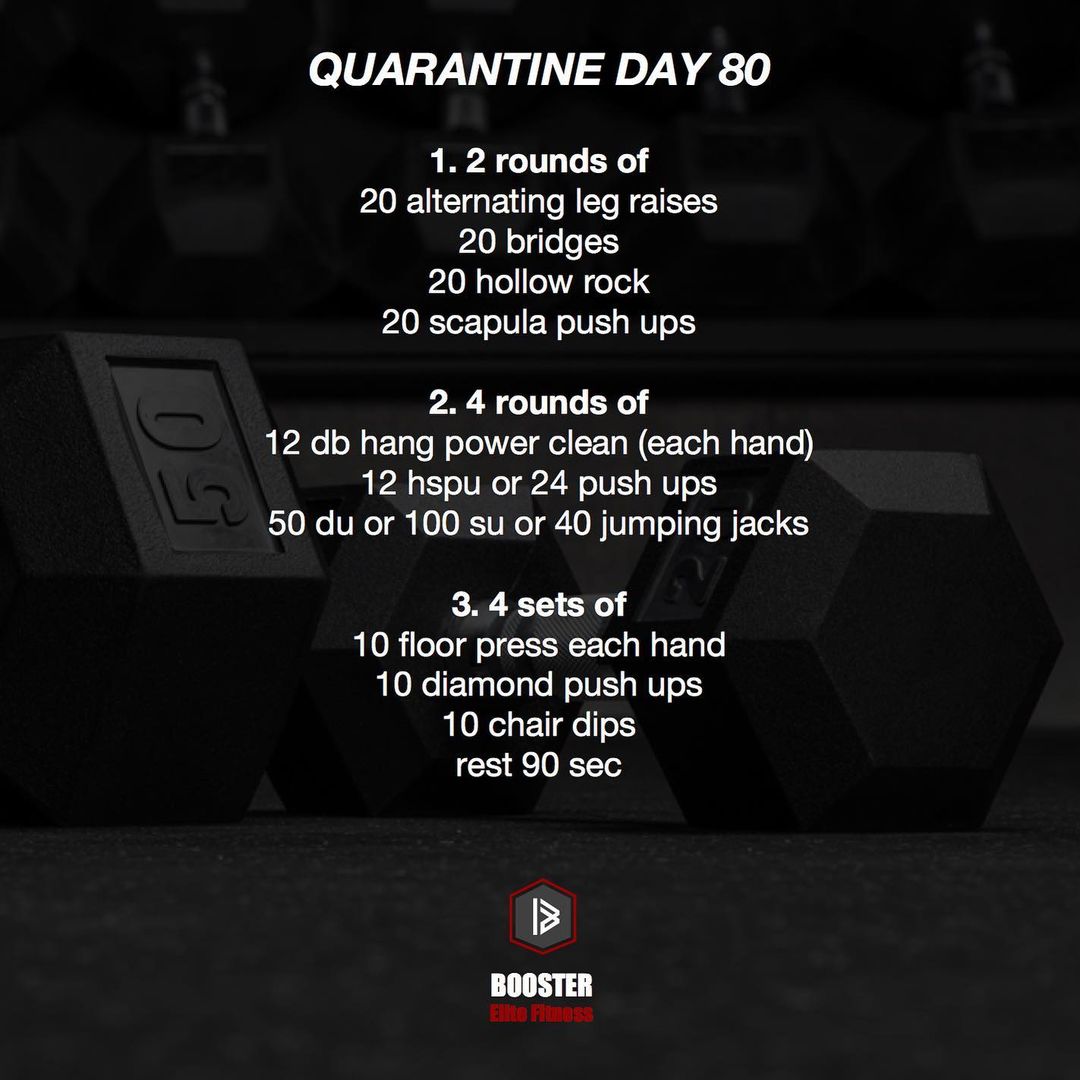 QUARANTINE DAY 80
1. 2 rounds of
20 alternating leg raises
20 bridges
20 hollow rock
20 scapula push ups
2. 4 rounds of
12 db hang power clean (each hand)
12 hspu or 24 push ups
50 du or 100 su or 40 jumping jacks
3. 4 sets of
10 floor press each hand
10 diamond push ups
10 chair dips
rest 90 sec
50
BOOSTER
Elite Fitness